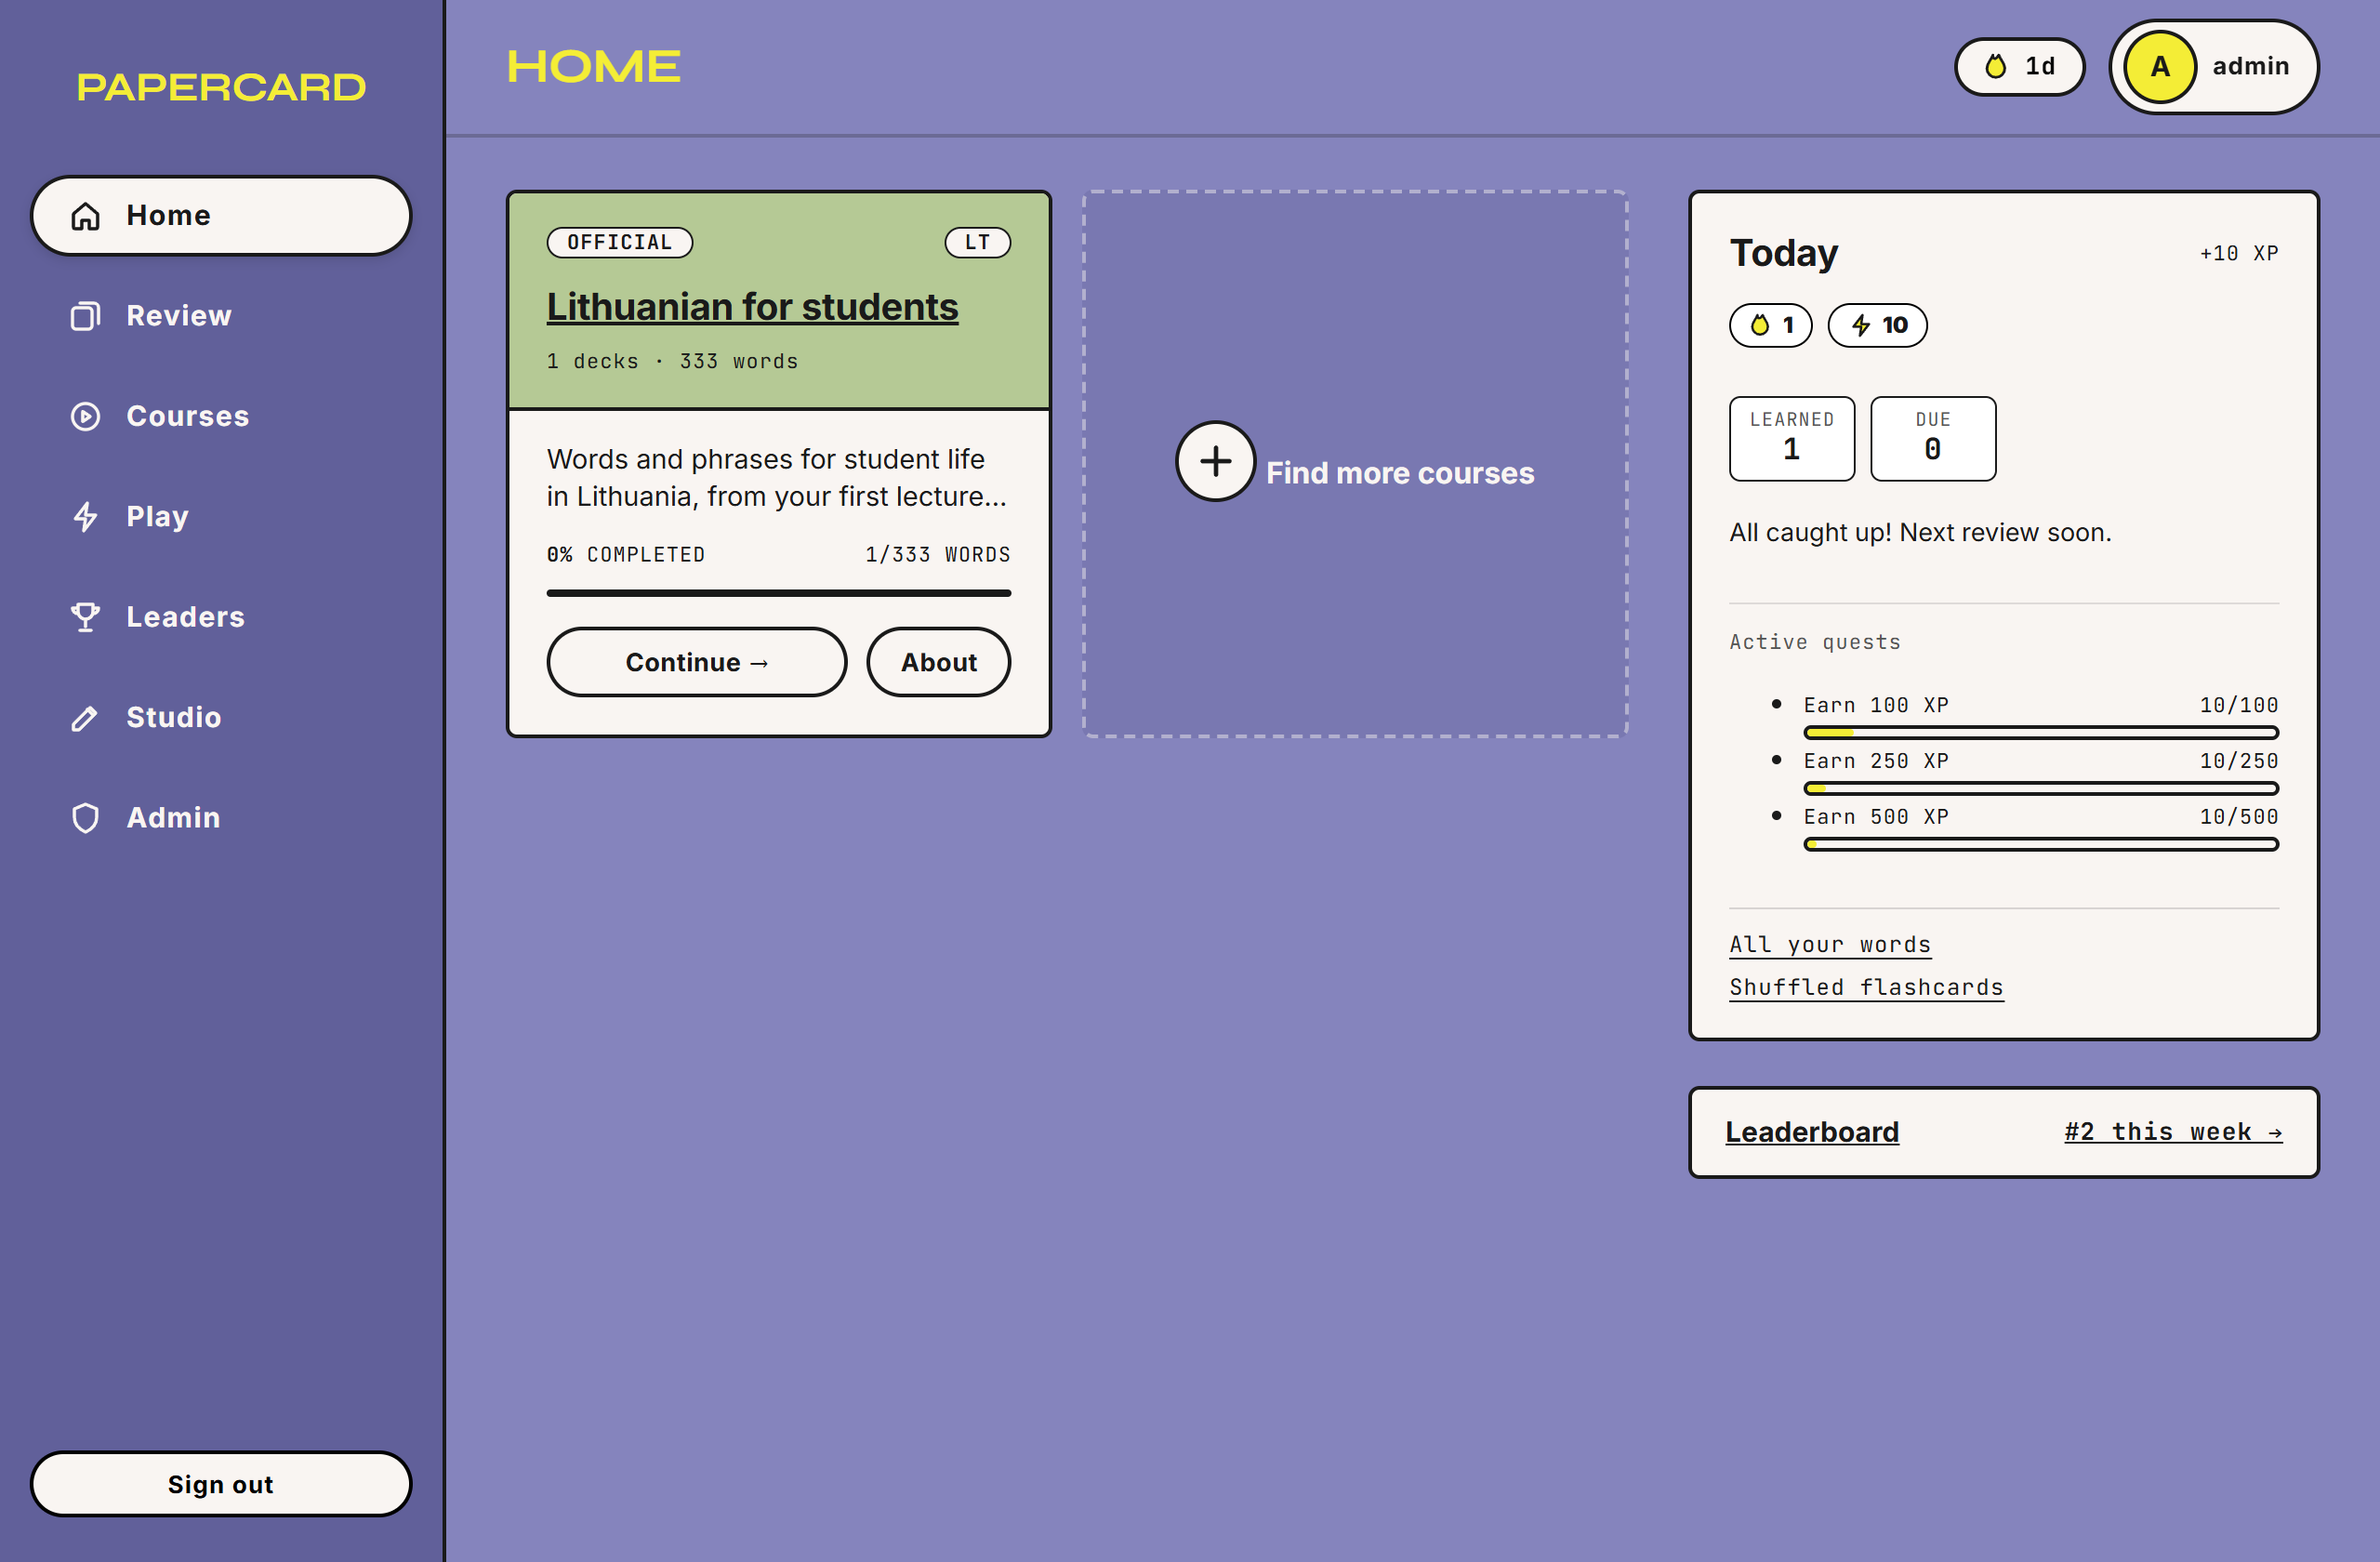 PAPERCARD
Home
Review
Courses
Play
Leaders
Studio
Admin
Sign out
HOME
1d
A
admin
OFFICIAL
LT
Lithuanian for students
1 decks · 333 words
Words and phrases for student life
in Lithuania, from your first lecture...
0% COMPLETED
1/333 WORDS
Continue →
About
Find more courses
Today
+10 XP
1
10
LEARNED
1
DUE
0
All caught up! Next review soon.
Active quests
Earn 100 XP
10/100
Earn 250 XP
10/250
Earn 500 XP
10/500
All your words
Shuffled flashcards
Leaderboard
#2 this week →